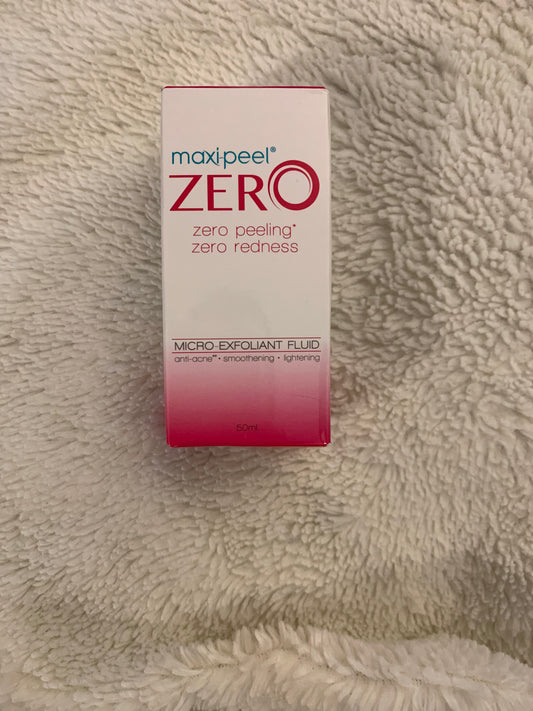 maxi-peel®
ZERO
zero peeling*
zero redness
MICRO-EXFOLIANT FLUID
anti-acne** • smoothening • lightening
50ml